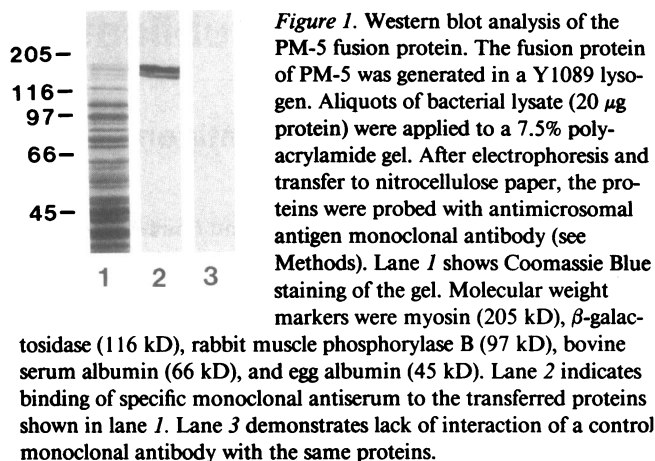 Figure 1. Western blot analysis of the
PM-5 fusion protein. The fusion protein
of PM-5 was generated in a Y1089 lyso-
gen. Aliquots of bacterial lysate (20 μg
protein) were applied to a 7.5% poly-
acrylamide gel. After electrophoresis and
transfer to nitrocellulose paper, the pro-
teins were probed with antimicrosomal
antigen monoclonal antibody (see
Methods). Lane 1 shows Coomassie Blue
staining of the gel. Molecular weight
markers were myosin (205 kD), β-galac-
tosidase (116 kD), rabbit muscle phosphorylase B (97 kD), bovine
serum albumin (66 kD), and egg albumin (45 kD). Lane 2 indicates
binding of specific monoclonal antiserum to the transferred proteins
shown in lane 1. Lane 3 demonstrates lack of interaction of a control
monoclonal antibody with the same proteins.
205–
116–
97–
66–
45–
1 2 3